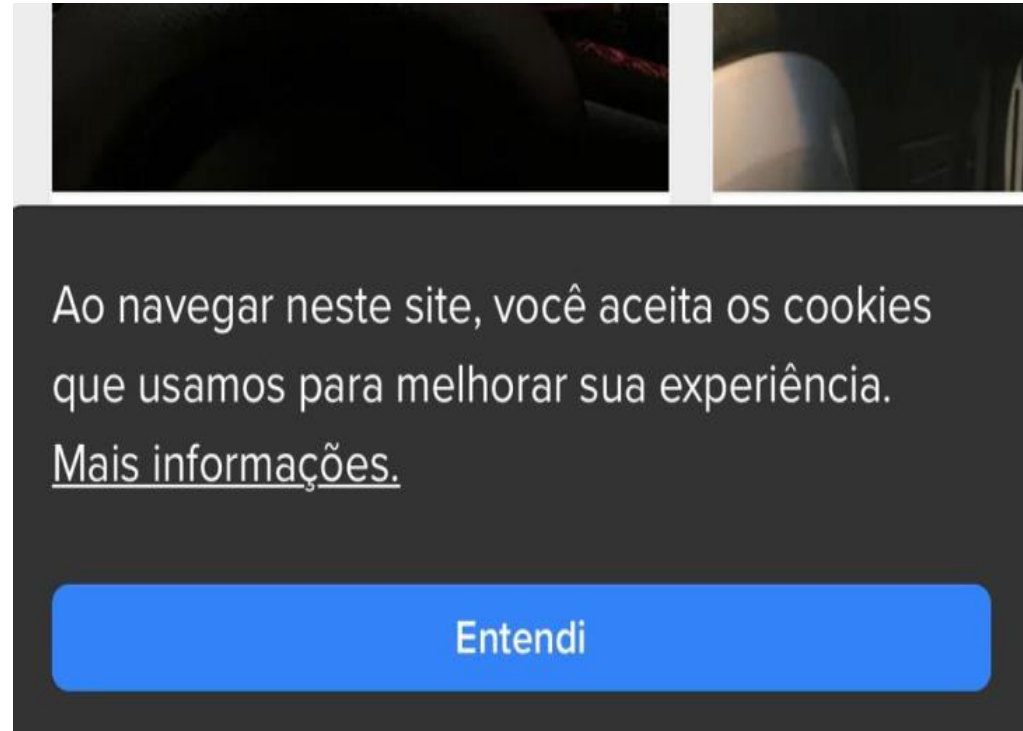 Ao navegar neste site, você aceita os cookies
que usamos para melhorar sua experiência.
Mais informações.
Entendi